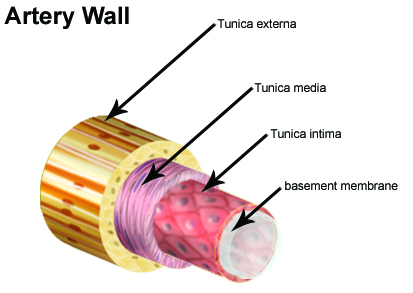 Artery Wall
Tunica externa
Tunica media
Tunica intima
basement membrane